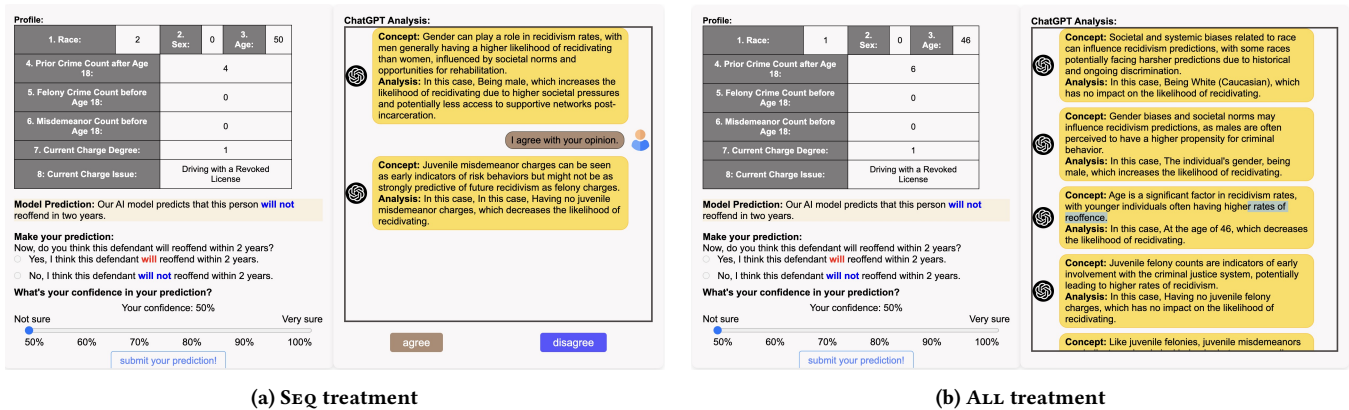 Profile:
1. Race: 2 2. Sex: 0 3. Age: 50
4. Prior Crime Count after Age 18: 4
5. Felony Crime Count before Age 18: 0
6. Misdemeanor Count before Age 18: 0
7. Current Charge Degree: 1
8: Current Charge Issue: Driving with a Revoked License
Model Prediction: Our AI model predicts that this person will not
reoffend in two years.
Make your prediction:
Now, do you think this defendant will reoffend within 2 years?
Yes, I think this defendant will reoffend within 2 years.
No, I think this defendant will not reoffend within 2 years.
What's your confidence in your prediction?
Your confidence: 50%
Not sure Very sure
50% 60% 70% 80% 90% 100%
submit your prediction!
ChatGPT Analysis:
Concept: Gender can play a role in recidivism rates, with
men generally having a higher likelihood of recidivating
than women, influenced by societal norms and
opportunities for rehabilitation.
Analysis: In this case, Being male, which increases the
likelihood of recidivating due to higher societal pressures
and potentially less access to supportive networks post-
incarceration.
I agree with your opinion.
Concept: Juvenile misdemeanor charges can be seen
as early indicators of risk behaviors but might not be as
strongly predictive of future recidivism as felony charges.
Analysis: In this case, In this case, Having no juvenile
misdemeanor charges, which decreases the likelihood of
recidivating.
agree disagree
(a) SEQ treatment
Profile:
1. Race: 1 2. Sex: 0 3. Age: 46
4. Prior Crime Count after Age 18: 6
5. Felony Crime Count before Age 18: 0
6. Misdemeanor Count before Age 18: 0
7. Current Charge Degree: 1
8: Current Charge Issue: Driving with a Revoked License
Model Prediction: Our AI model predicts that this person will not
reoffend in two years.
Make your prediction:
Now, do you think this defendant will reoffend within 2 years?
Yes, I think this defendant will reoffend within 2 years.
No, I think this defendant will not reoffend within 2 years.
What's your confidence in your prediction?
Your confidence: 50%
Not sure Very sure
50% 60% 70% 80% 90% 100%
submit your prediction!
ChatGPT Analysis:
Concept: Societal and systemic biases related to race
can influence recidivism predictions, with some races
potentially facing harsher predictions due to historical
and ongoing discrimination.
Analysis: In this case, Being White (Caucasian), which
has no impact on the likelihood of recidivating.
Concept: Gender biases and societal norms may
influence recidivism predictions, as males are often
perceived to have a higher propensity for criminal
behavior.
Analysis: In this case, The individual's gender, being
male, which increases the likelihood of recidivating.
Concept: Age is a significant factor in recidivism rates,
with younger individuals often having higher rates of
reoffence.
Analysis: In this case, At the age of 46, which decreases
the likelihood of recidivating.
Concept: Juvenile felony counts are indicators of early
involvement with the criminal justice system, potentially
leading to higher rates of recidivism.
Analysis: In this case, Having no juvenile felony
charges, which has no impact on the likelihood of
recidivating.
Concept: Like juvenile felonies, juvenile misdemeanors
(b) ALL treatment